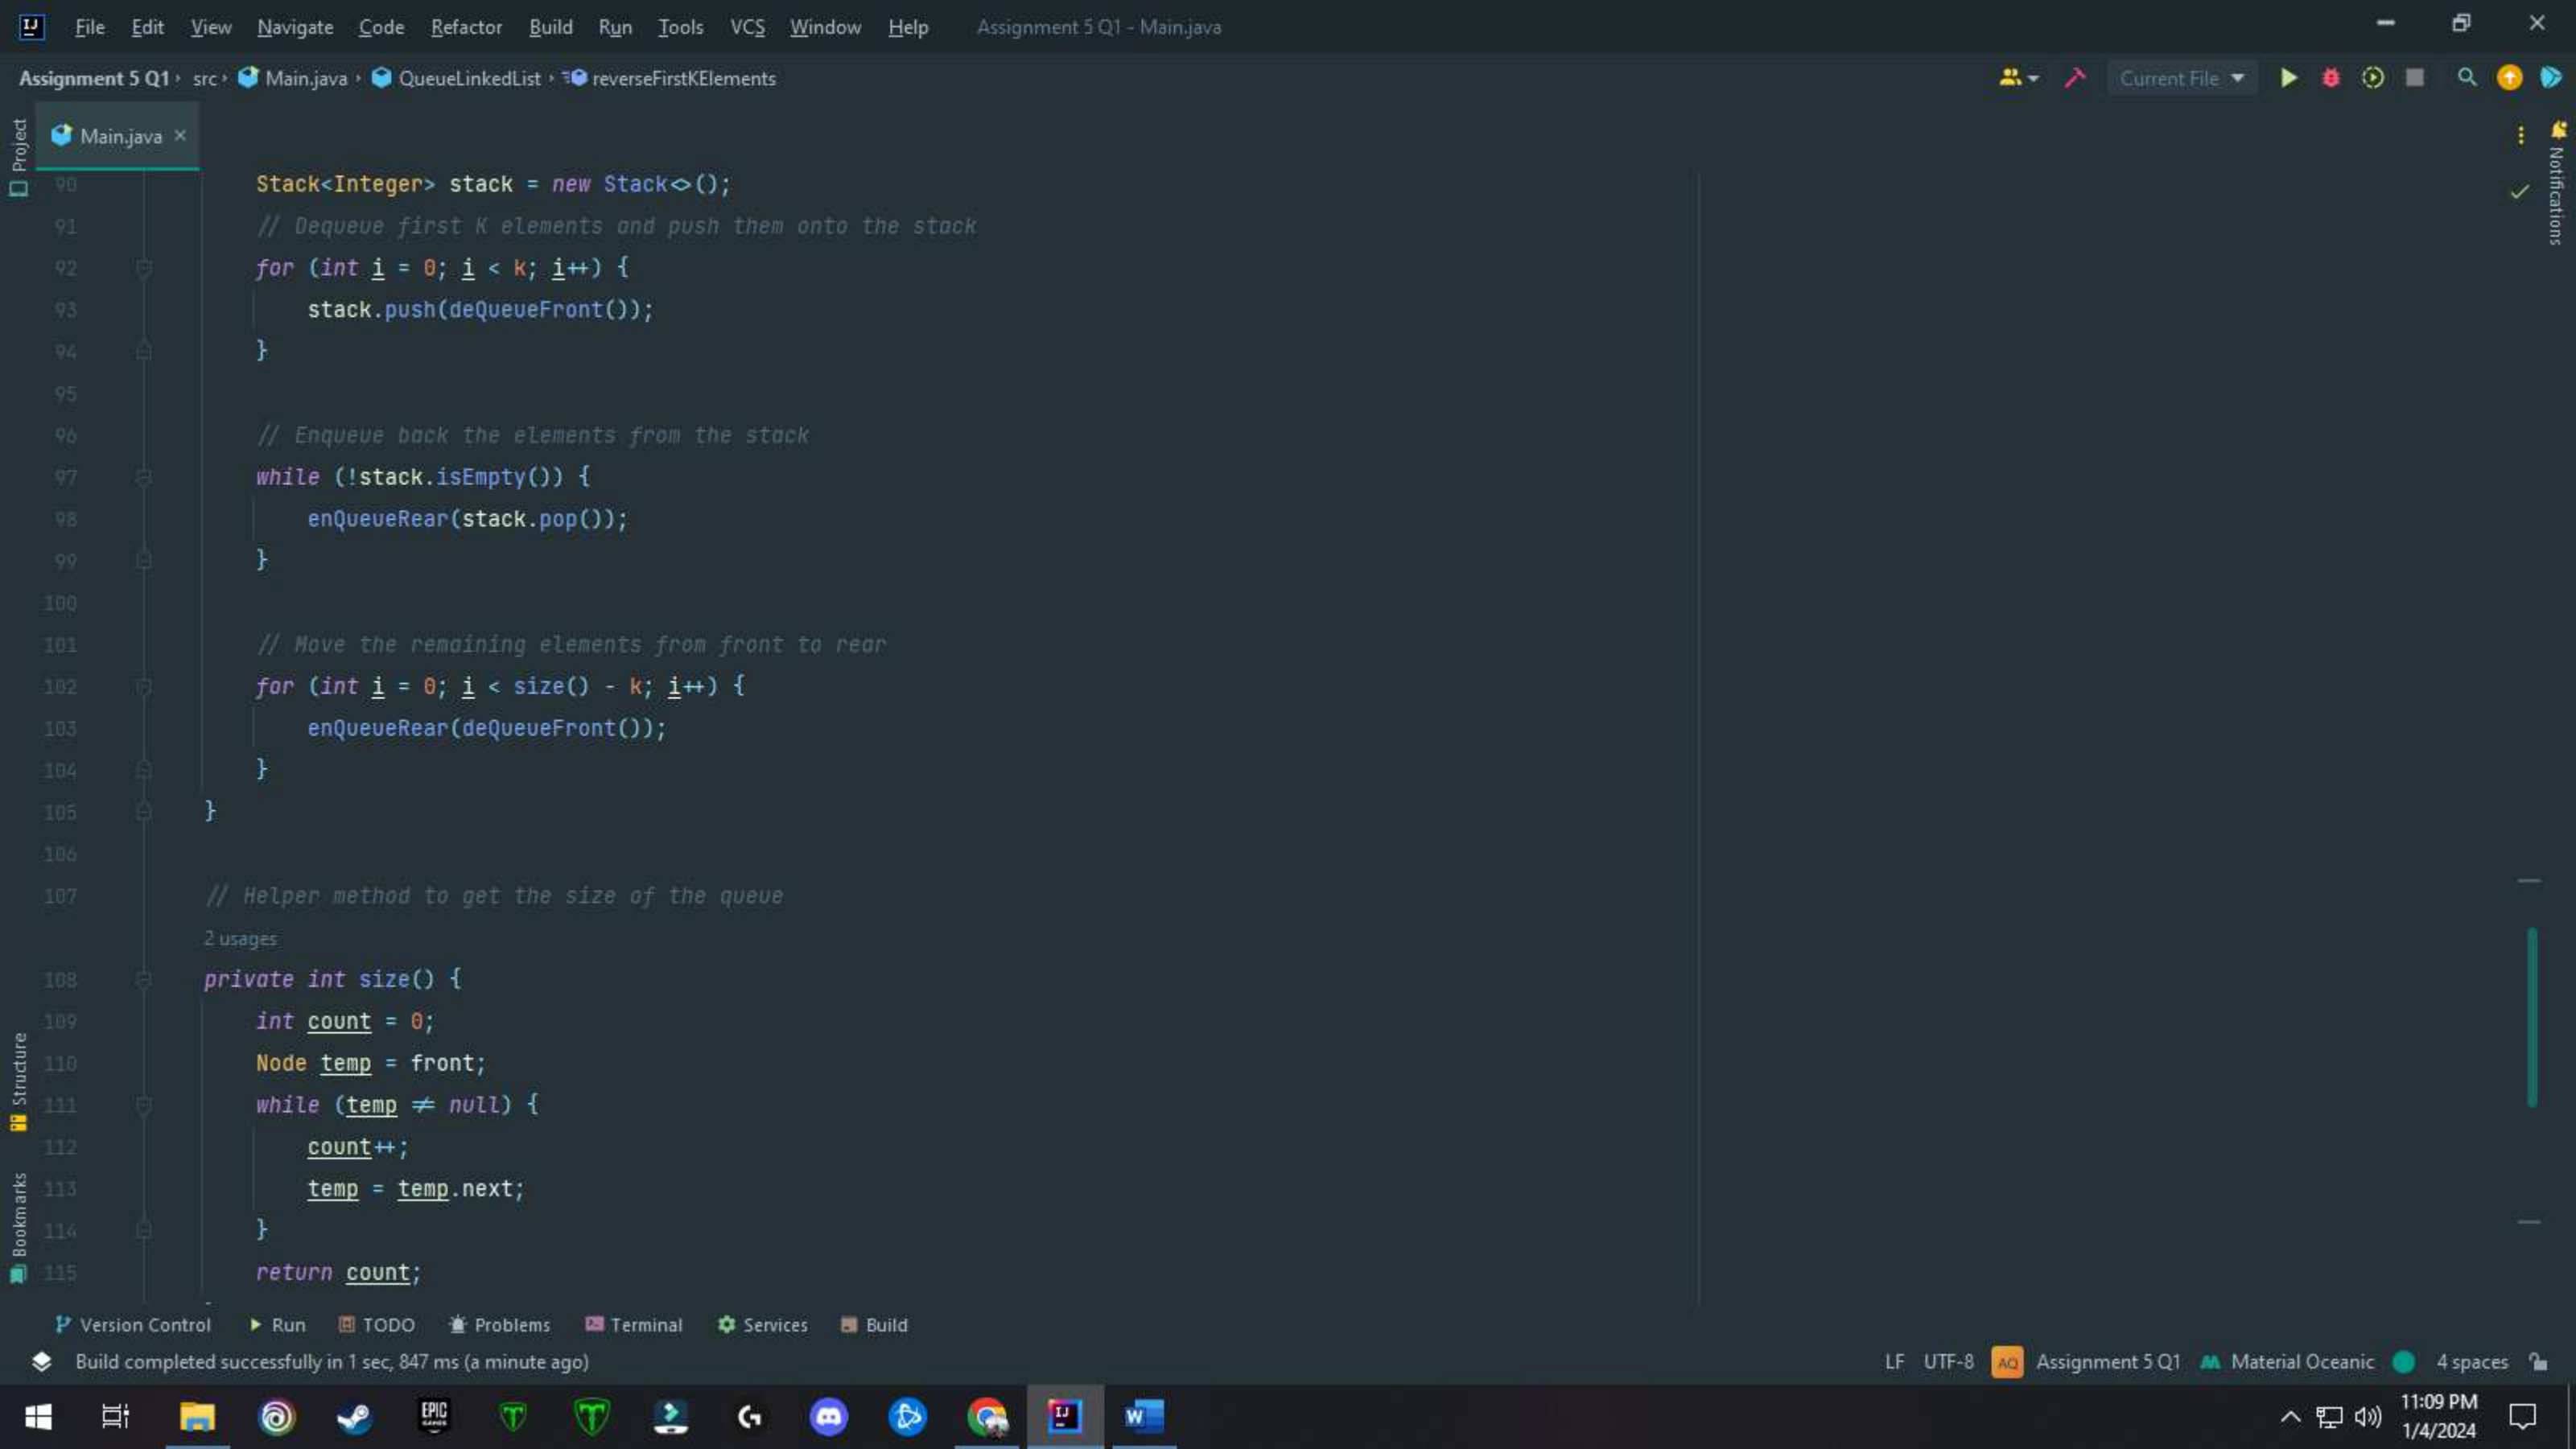 File Edit View Navigate Code Refactor Build Run Tools VCS Window Help Assignment 5 Q1 - Main.java
Assignment 5 Q1 › src › Main.java › QueueLinkedList › reverseFirstKElements Current File
Project
Main.java
Notifications
90 Stack<Integer> stack = new Stack<>();
91 // Dequeue first K elements and push them onto the stack
92 for (int i = 0; i < k; i++) {
93 stack.push(deQueueFront());
94 }
95
96 // Enqueue back the elements from the stack
97 while (!stack.isEmpty()) {
98 enQueueRear(stack.pop());
99 }
100
101 // Move the remaining elements from front to rear
102 for (int i = 0; i < size() - k; i++) {
103 enQueueRear(deQueueFront());
104 }
105 }
106
107 // Helper method to get the size of the queue
2 usages
108 private int size() {
109 int count = 0;
110 Node temp = front;
111 while (temp != null) {
112 count++;
113 temp = temp.next;
114 }
115 return count;
Structure
Bookmarks
Version Control Run TODO Problems Terminal Services Build
Build completed successfully in 1 sec, 847 ms (a minute ago) LF UTF-8 AQ Assignment 5 Q1 Material Oceanic 4 spaces
EPIC GAMES
IJ
W
11:09 PM
1/4/2024